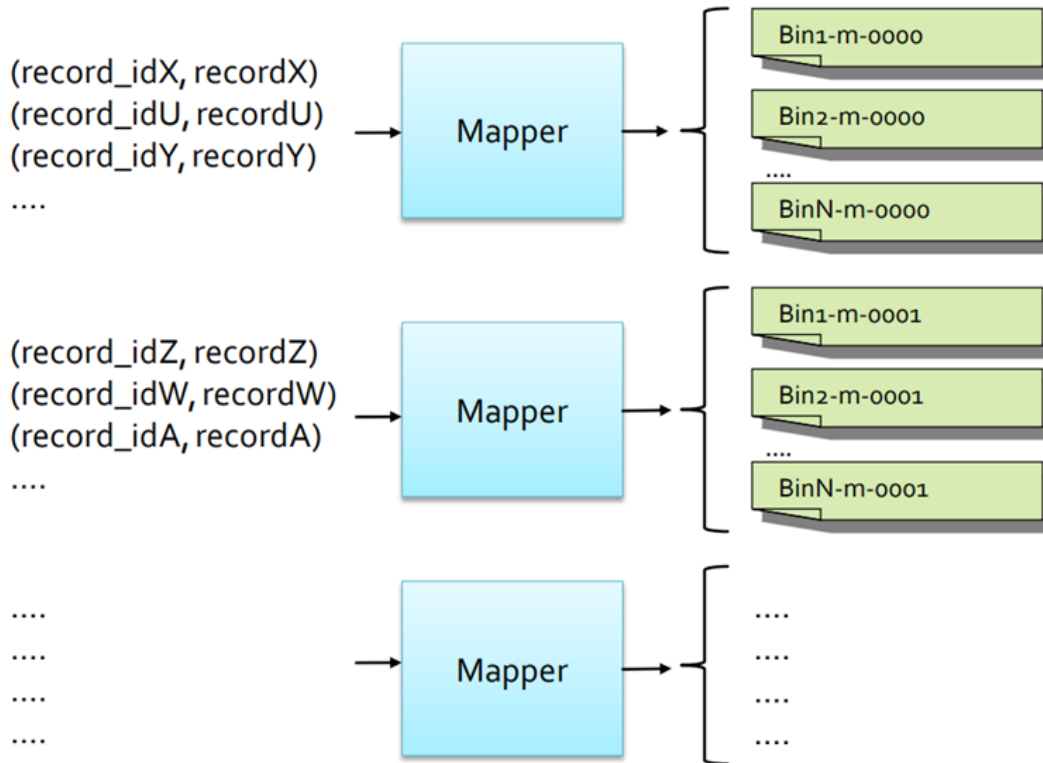 (record_idX, recordX)
(record_idU, recordU)
(record_idY, recordY)
....
Mapper
Bin1-m-0000
Bin2-m-0000
....
BinN-m-0000
(record_idZ, recordZ)
(record_idW, recordW)
(record_idA, recordA)
....
Mapper
Bin1-m-0001
Bin2-m-0001
....
BinN-m-0001
....
....
....
....
Mapper
....
....
....
....